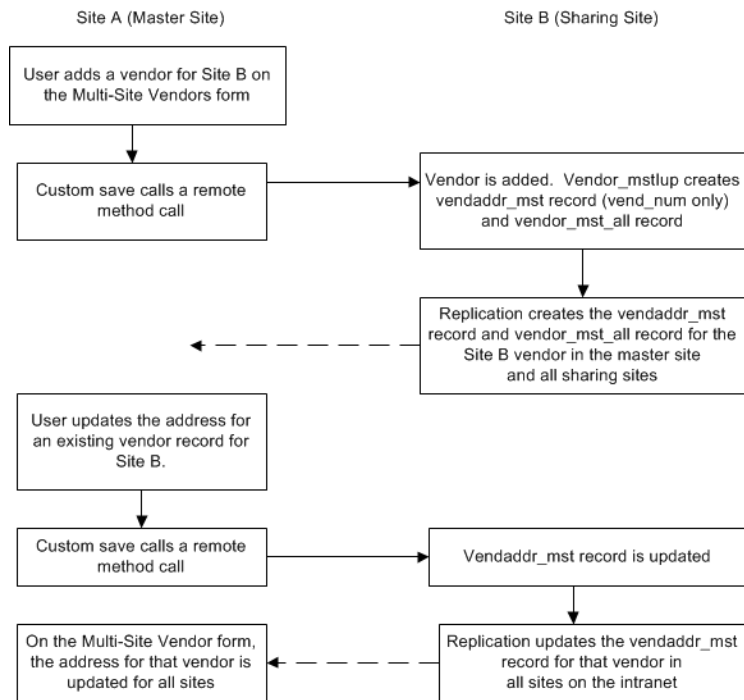 Site A (Master Site)
Site B (Sharing Site)
User adds a vendor for Site B on
the Multi-Site Vendors form
Custom save calls a remote
method call
Vendor is added.  Vendor_mstIup creates
vendaddr_mst record (vend_num only)
and vendor_mst_all record
Replication creates the vendaddr_mst
record and vendor_mst_all record for the
Site B vendor in the master site
and all sharing sites
User updates the address for
an existing vendor record for
Site B.
Custom save calls a remote
method call
Vendaddr_mst record is updated
On the Multi-Site Vendor form,
the address for that vendor is
updated for all sites
Replication updates the vendaddr_mst
record for that vendor in
all sites on the intranet